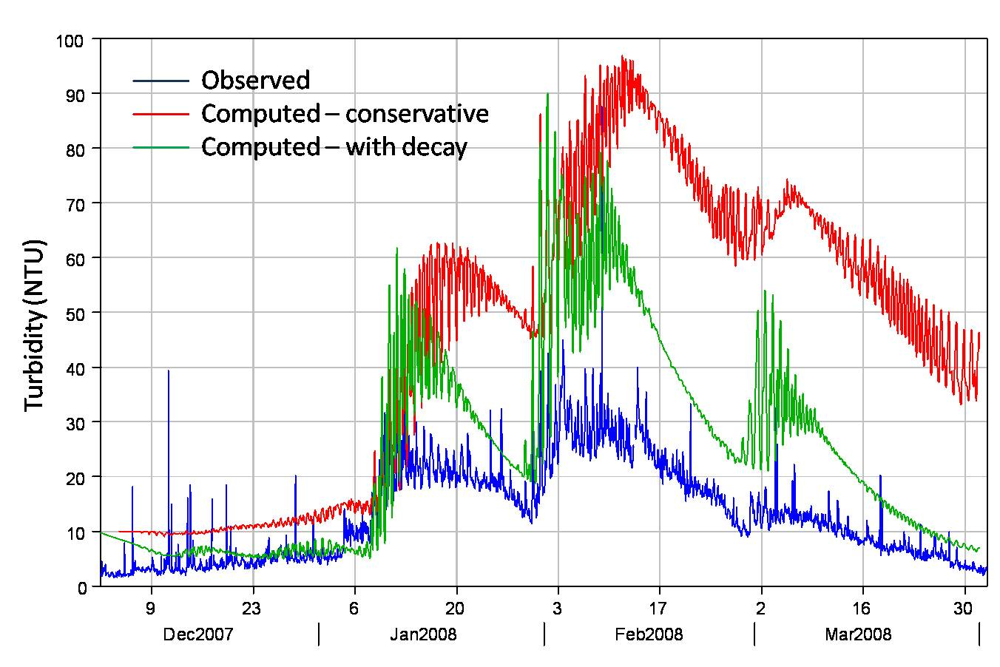 100
90
80
70
60
50
40
30
20
10
0
Turbidity (NTU)
Observed
Computed – conservative
Computed – with decay
9 23 6 20 3 17 2 16 30
Dec2007 Jan2008 Feb2008 Mar2008